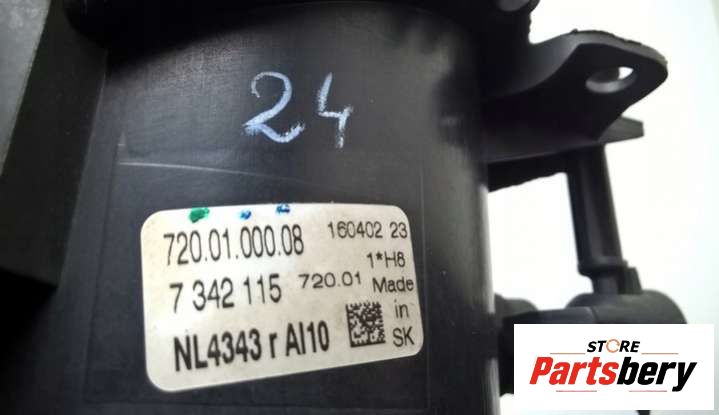 24
720.01.000.08 160402 23
1*H8
7 342 115 720.01 Made
in
NL4343 r AI10 SK
STORE
Partsbery